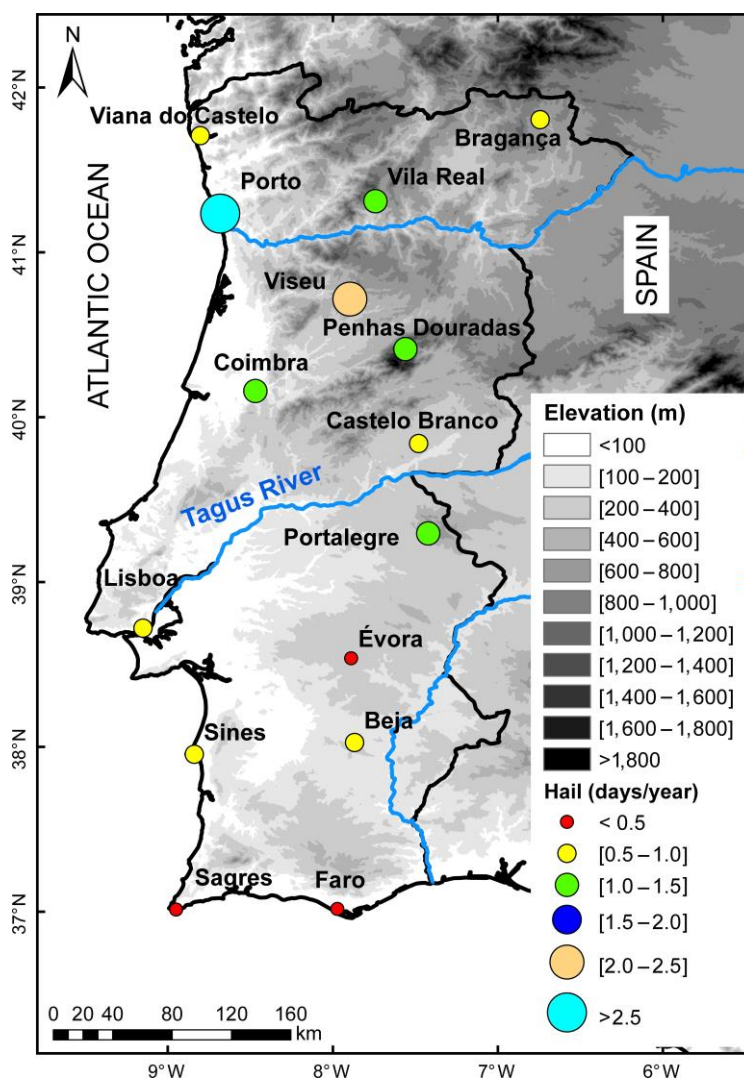 N
42°N
41°N
40°N
39°N
38°N
37°N
ATLANTIC OCEAN
SPAIN
Viana do Castelo
Bragança
Porto
Vila Real
Viseu
Penhas Douradas
Coimbra
Castelo Branco
Tagus River
Portalegre
Lisboa
Évora
Sines
Beja
Sagres
Faro
Elevation (m)
<100
[100 – 200]
[200 – 400]
[400 – 600]
[600 – 800]
[800 – 1,000]
[1,000 – 1,200]
[1,200 – 1,400]
[1,400 – 1,600]
[1,600 – 1,800]
>1,800
Hail (days/year)
< 0.5
[0.5 – 1.0]
[1.0 – 1.5]
[1.5 – 2.0]
[2.0 – 2.5]
>2.5
0 20 40 80 120 160
km
9°W 8°W 7°W 6°W